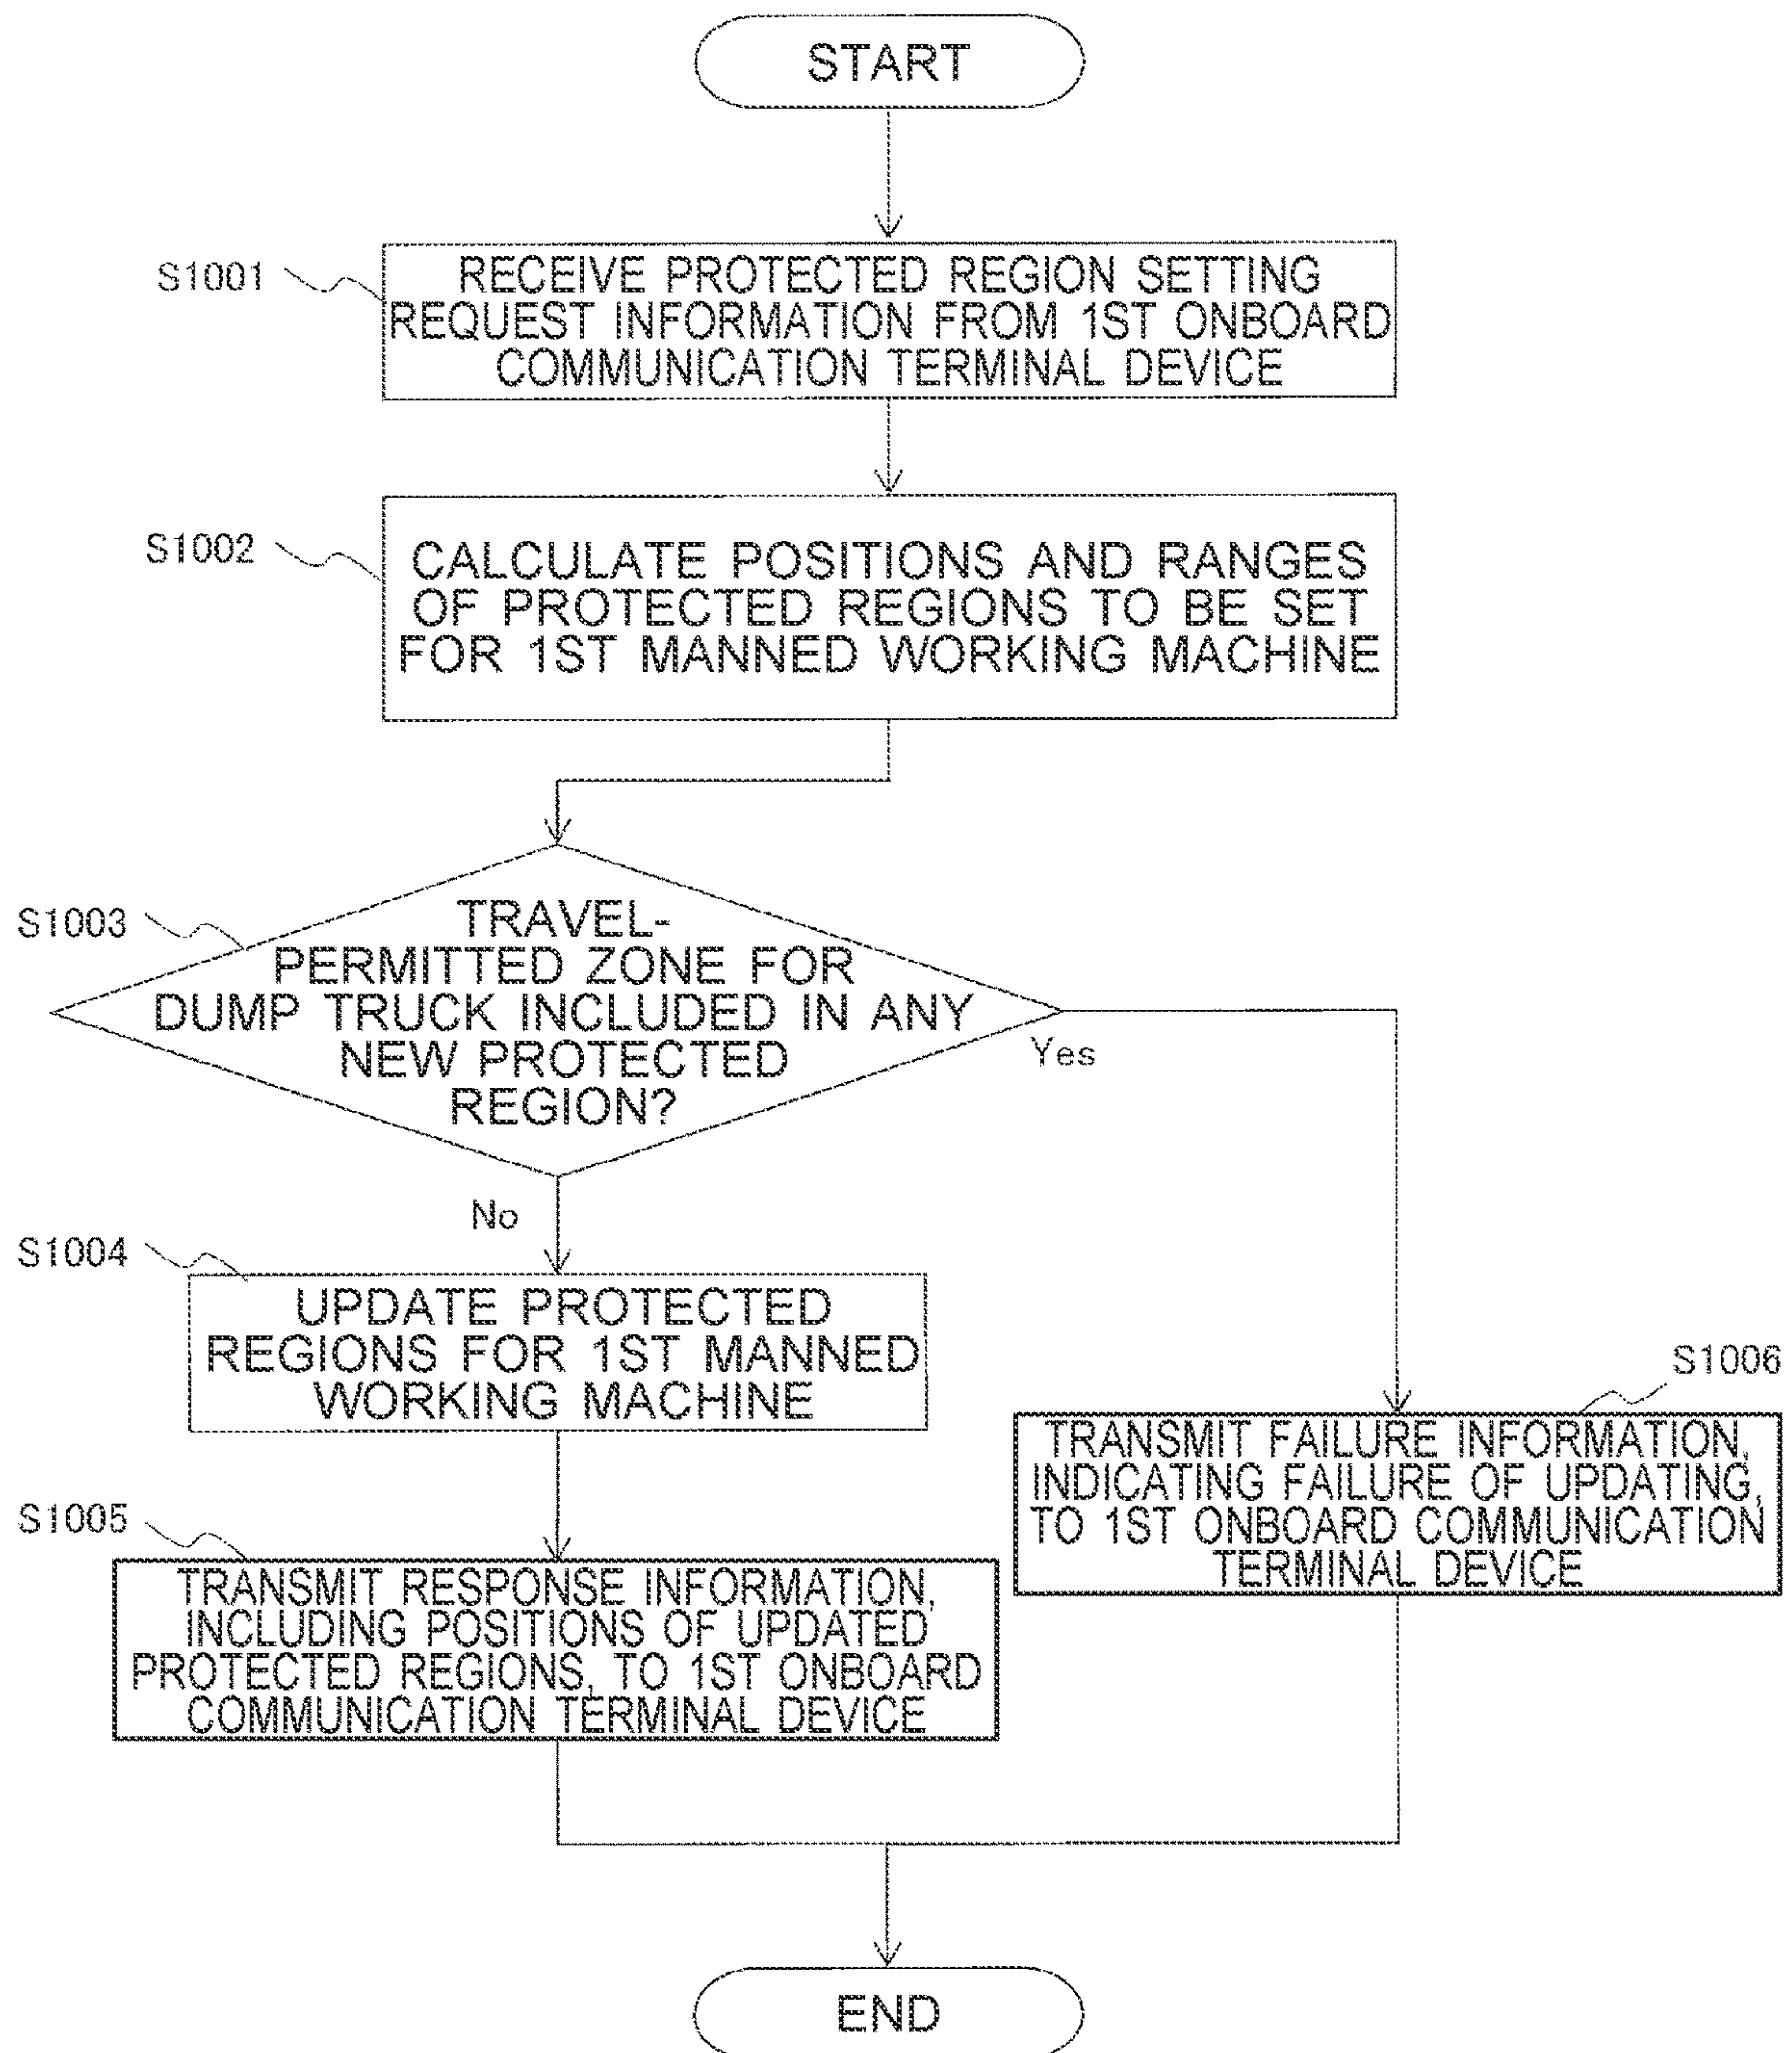 START
S1001
RECEIVE PROTECTED REGION SETTING
REQUEST INFORMATION FROM 1ST ONBOARD
COMMUNICATION TERMINAL DEVICE
S1002
CALCULATE POSITIONS AND RANGES
OF PROTECTED REGIONS TO BE SET
FOR 1ST MANNED WORKING MACHINE
S1003
TRAVEL-
PERMITTED ZONE FOR
DUMP TRUCK INCLUDED IN ANY
NEW PROTECTED
REGION?
Yes
No
S1004
UPDATE PROTECTED
REGIONS FOR 1ST MANNED
WORKING MACHINE
S1006
TRANSMIT FAILURE INFORMATION,
INDICATING FAILURE OF UPDATING,
TO 1ST ONBOARD COMMUNICATION
TERMINAL DEVICE
S1005
TRANSMIT RESPONSE INFORMATION,
INCLUDING POSITIONS OF UPDATED
PROTECTED REGIONS, TO 1ST ONBOARD
COMMUNICATION TERMINAL DEVICE
END